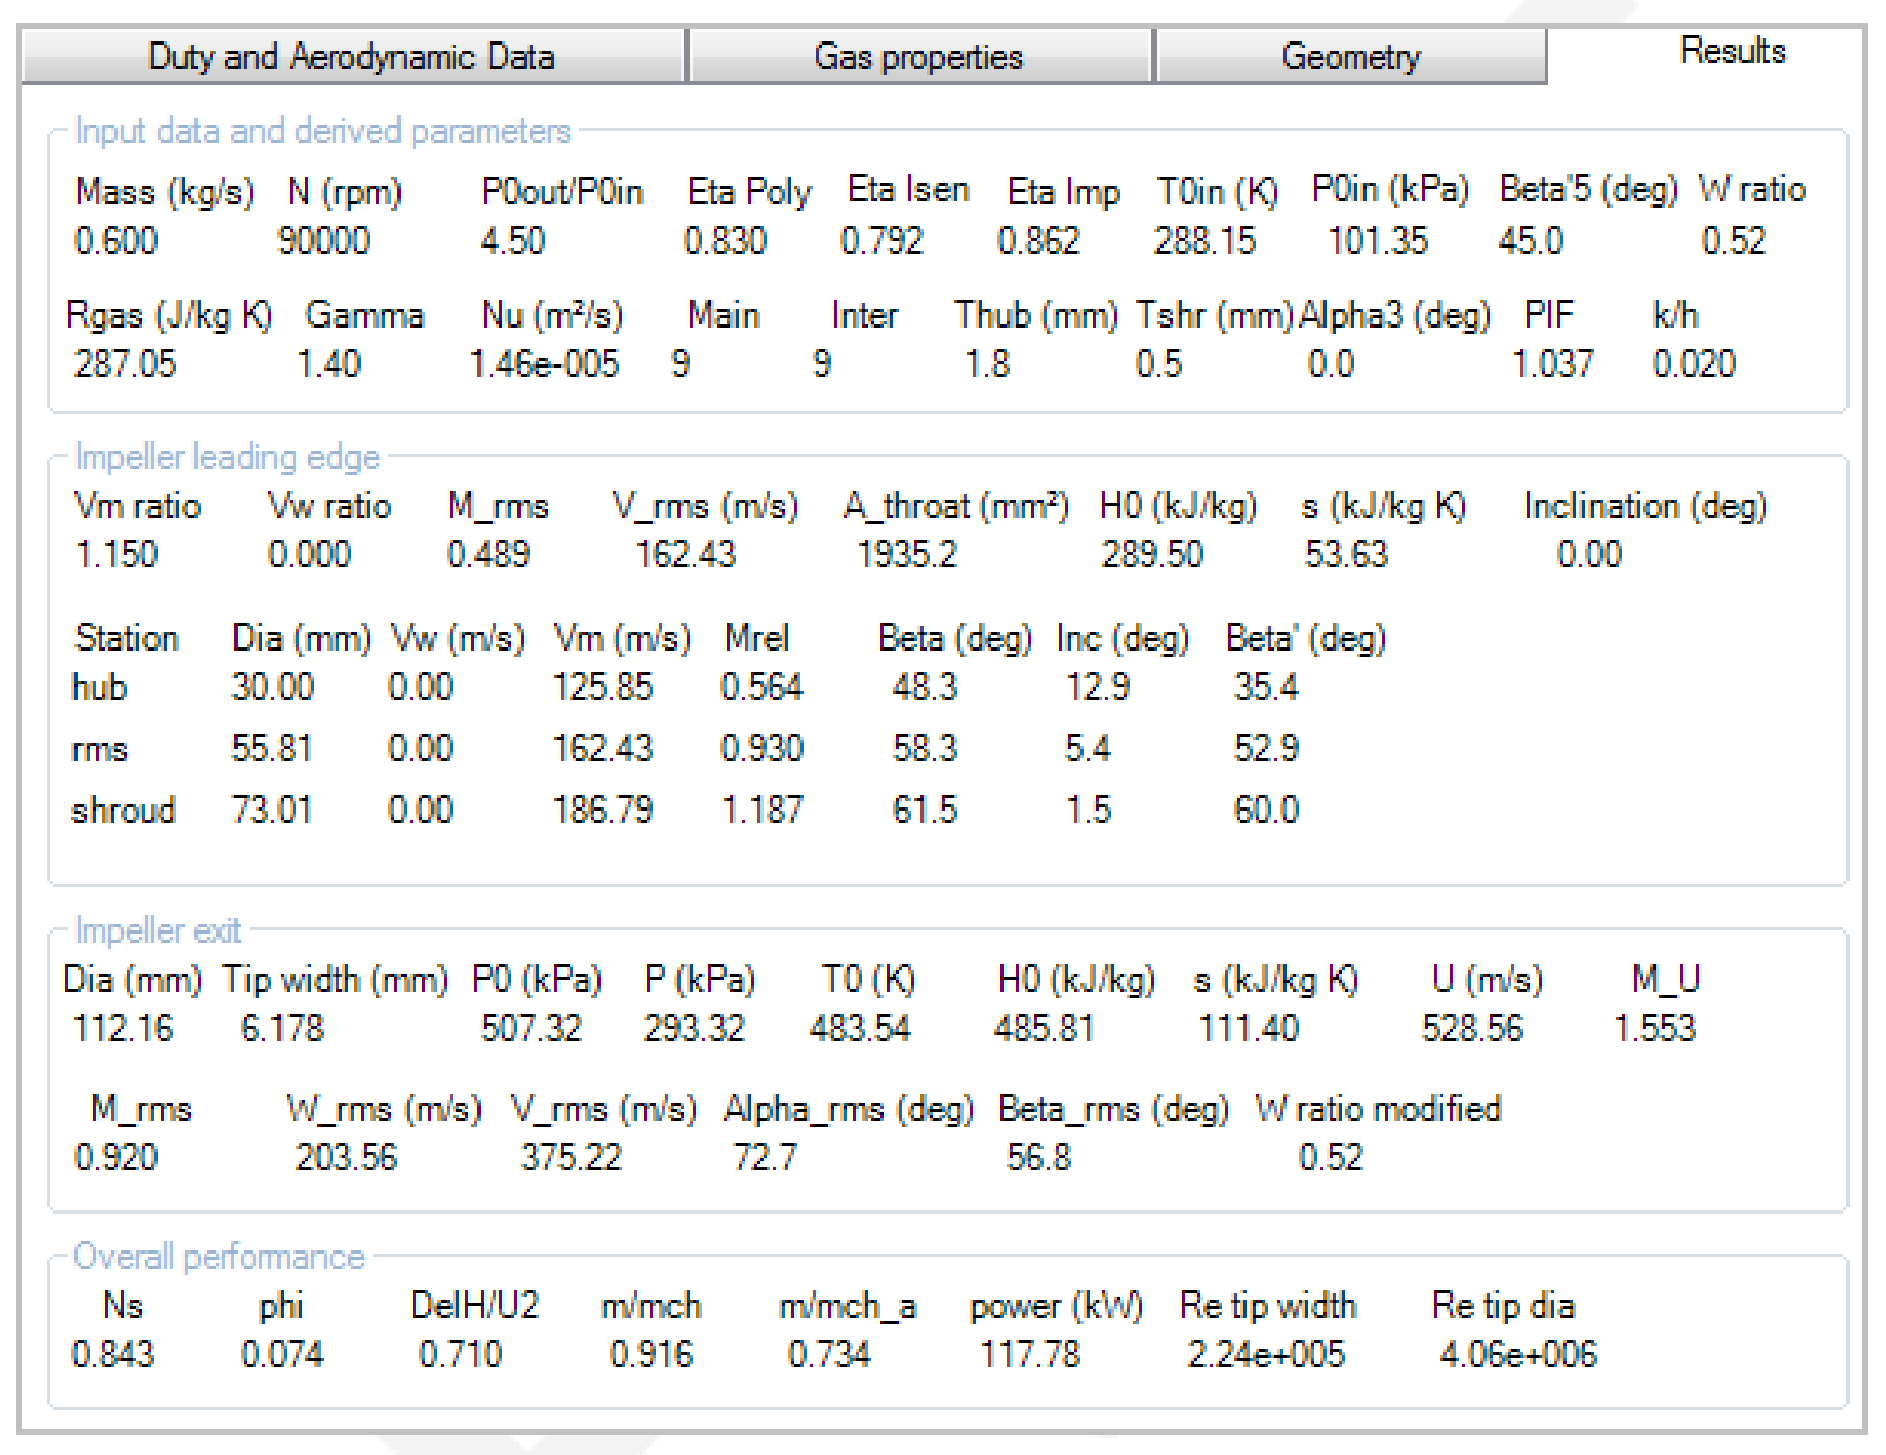 Duty and Aerodynamic Data Gas properties Geometry Results
Input data and derived parameters
Mass (kg/s) N (rpm) P0out/P0in Eta Poly Eta Isen Eta Imp T0in (K) P0in (kPa) Beta'5 (deg) W ratio
0.600 90000 4.50 0.830 0.792 0.862 288.15 101.35 45.0 0.52
Rgas (J/kg K) Gamma Nu (m²/s) Main Inter Thub (mm) Tshr (mm) Alpha3 (deg) PIF k/h
287.05 1.40 1.46e-005 9 9 1.8 0.5 0.0 1.037 0.020
Impeller leading edge
Vm ratio Vw ratio M_rms V_rms (m/s) A_throat (mm²) H0 (kJ/kg) s (kJ/kg K) Inclination (deg)
1.150 0.000 0.489 162.43 1935.2 289.50 53.63 0.00
Station Dia (mm) Vw (m/s) Vm (m/s) Mrel Beta (deg) Inc (deg) Beta' (deg)
hub 30.00 0.00 125.85 0.564 48.3 12.9 35.4
rms 55.81 0.00 162.43 0.930 58.3 5.4 52.9
shroud 73.01 0.00 186.79 1.187 61.5 1.5 60.0
Impeller exit
Dia (mm) Tip width (mm) P0 (kPa) P (kPa) T0 (K) H0 (kJ/kg) s (kJ/kg K) U (m/s) M_U
112.16 6.178 507.32 293.32 483.54 485.81 111.40 528.56 1.553
M_rms W_rms (m/s) V_rms (m/s) Alpha_rms (deg) Beta_rms (deg) W ratio modified
0.920 203.56 375.22 72.7 56.8 0.52
Overall performance
Ns phi DelH/U2 m/mch m/mch_a power (kW) Re tip width Re tip dia
0.843 0.074 0.710 0.916 0.734 117.78 2.24e+005 4.06e+006